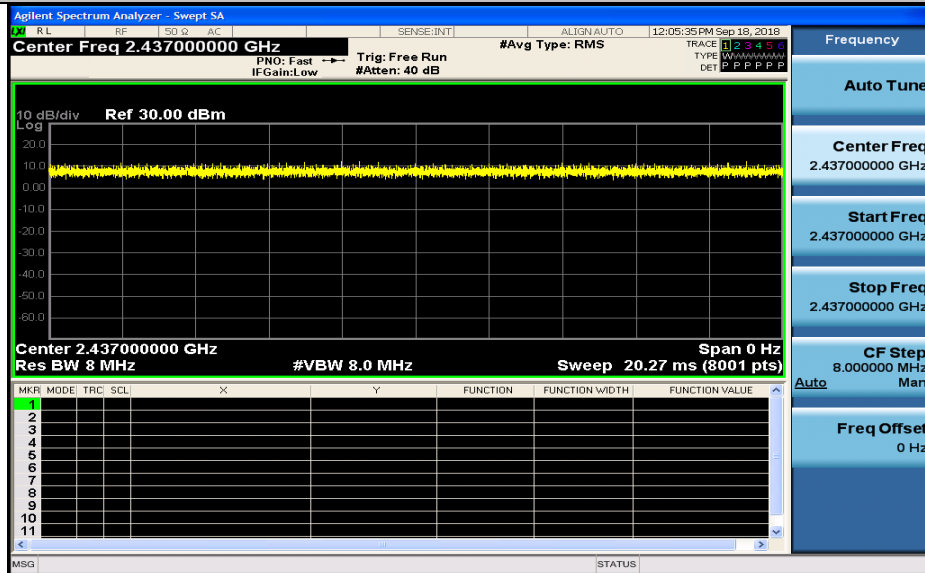 Agilent Spectrum Analyzer - Swept SA
LXI RL RF 50 Ω AC SENSE:INT ALIGN AUTO 12:05:35 PM Sep 18, 2018
Center Freq 2.437000000 GHz
#Avg Type: RMS
TRACE 1 2 3 4 5 6
PNO: Fast
Trig: Free Run
TYPE WWWWWW
IFGain:Low
#Atten: 40 dB
DET P P P P P P
10 dB/div Ref 30.00 dBm
Log
20.0
10.0
0.00
-10.0
-20.0
-30.0
-40.0
-50.0
-60.0
Center 2.437000000 GHz Span 0 Hz
Res BW 8 MHz #VBW 8.0 MHz Sweep 20.27 ms (8001 pts)
MKR MODE TRC SCL X Y FUNCTION FUNCTION WIDTH FUNCTION VALUE
1
2
3
4
5
6
7
8
9
10
11
MSG STATUS
Frequency
Auto Tune
Center Freq
2.437000000 GHz
Start Freq
2.437000000 GHz
Stop Freq
2.437000000 GHz
CF Step
8.000000 MHz
Auto Man
Freq Offset
0 Hz